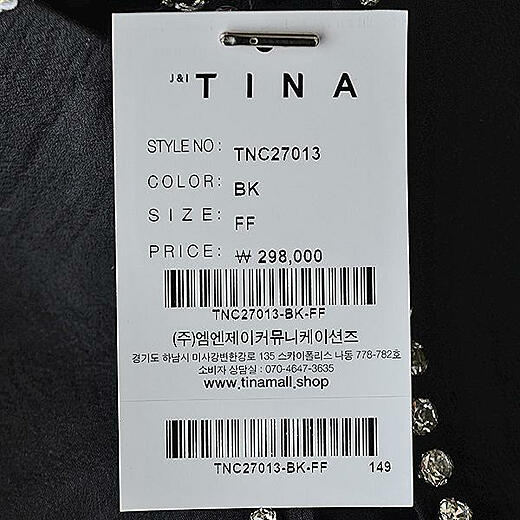 J&I TINA
STYLE NO : TNC27013
COLOR : BK
SIZE : FF
PRICE : ₩ 298,000
TNC27013-BK-FF
(주)엠엔제이커뮤니케이션즈
경기도 하남시 미사강변한강로 135 스카이폴리스 나동 778-782호
소비자 상담실 : 070-4647-3635
www.tinamall.shop
TNC27013-BK-FF 149